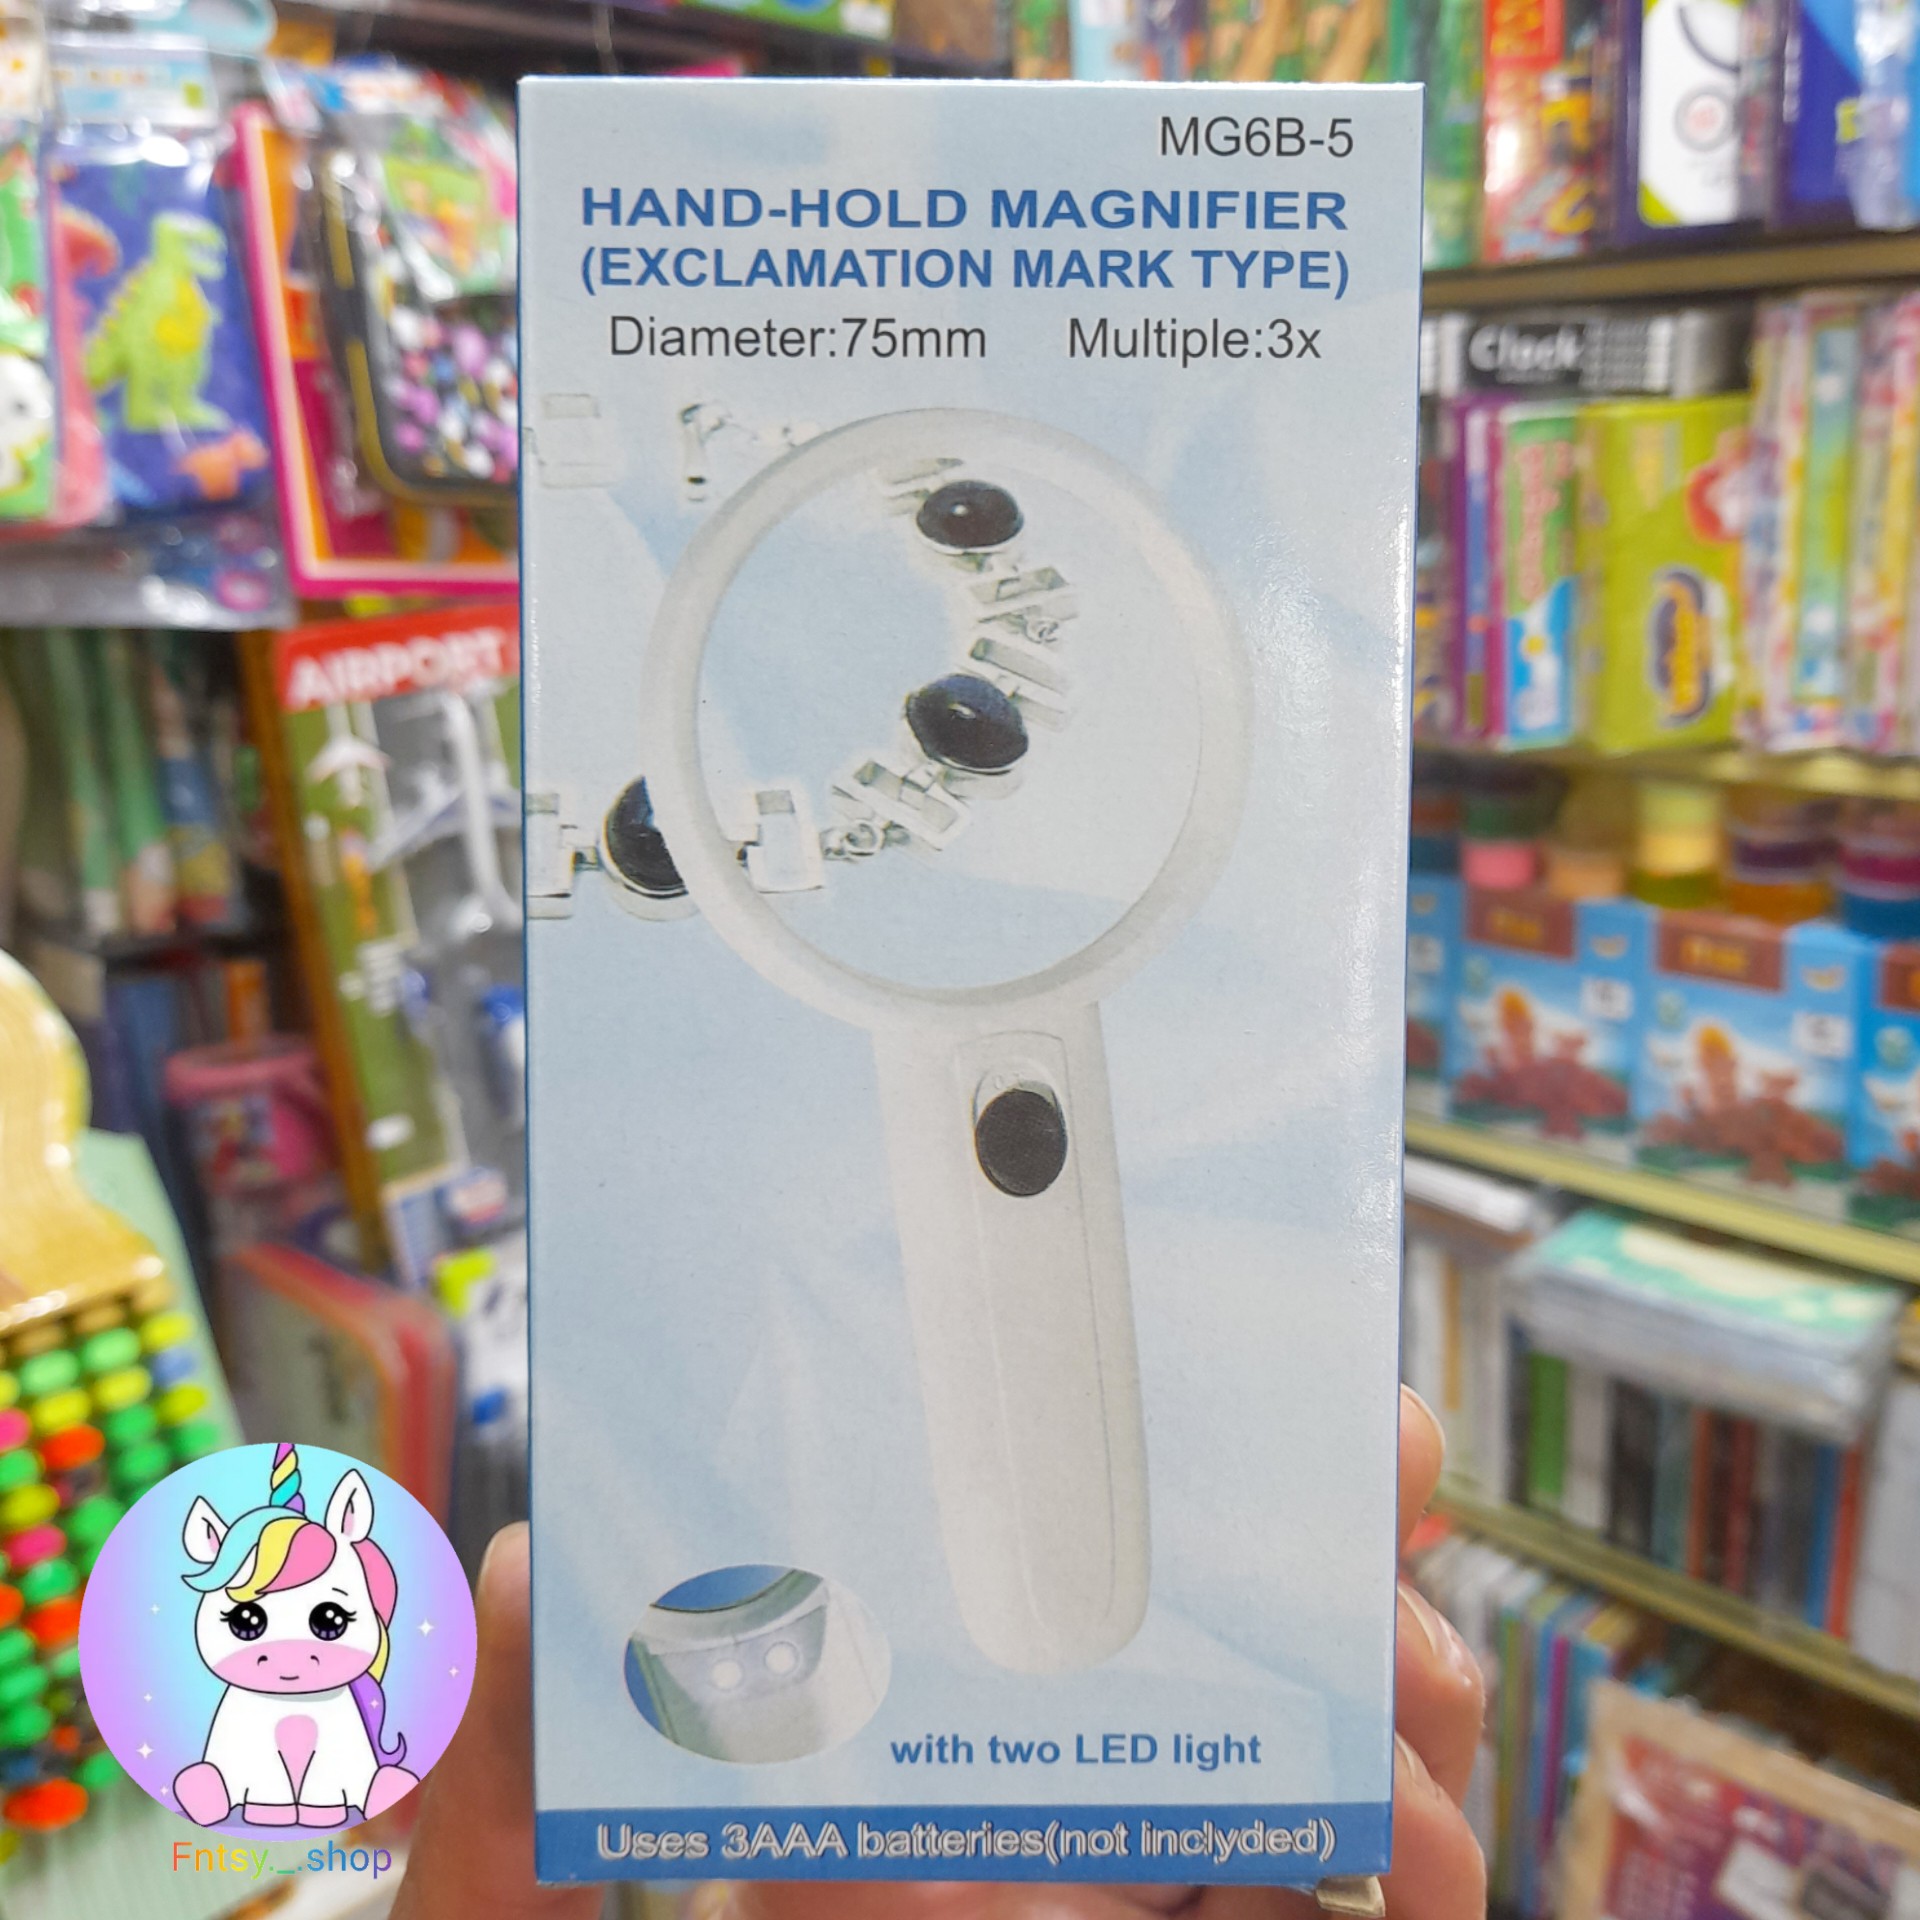 MG6B-5
HAND-HOLD MAGNIFIER
(EXCLAMATION MARK TYPE)
Diameter:75mm Multiple:3x
with two LED light
Uses 3AAA batteries(not inclyded)
AIRPORT
Clock
Fntsy._.shop